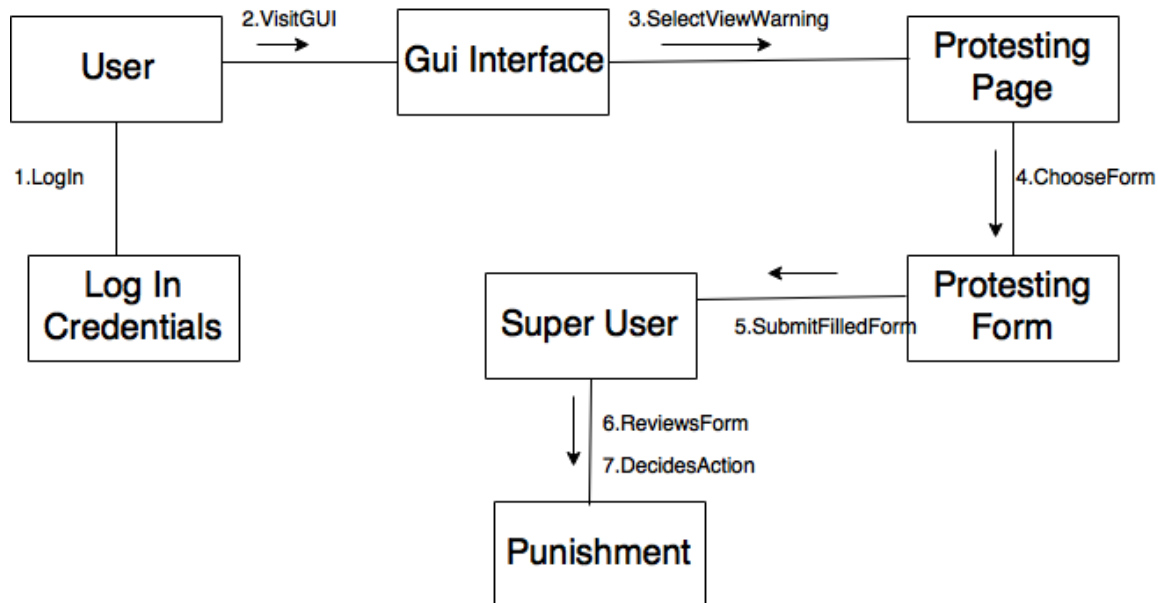 2.VisitGUI
3.SelectViewWarning
User
Gui Interface
Protesting
Page
1.LogIn
4.ChooseForm
Log In
Credentials
Super User
5.SubmitFilledForm
Protesting
Form
6.ReviewsForm
7.DecidesAction
Punishment